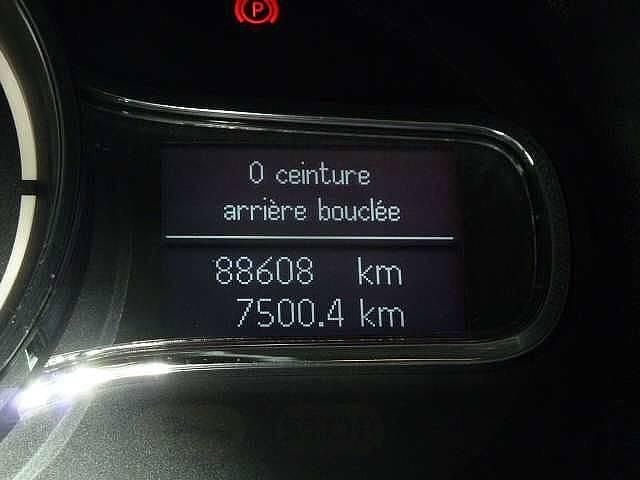 P
0 ceinture
arrière bouclée
88608 km
7500.4 km